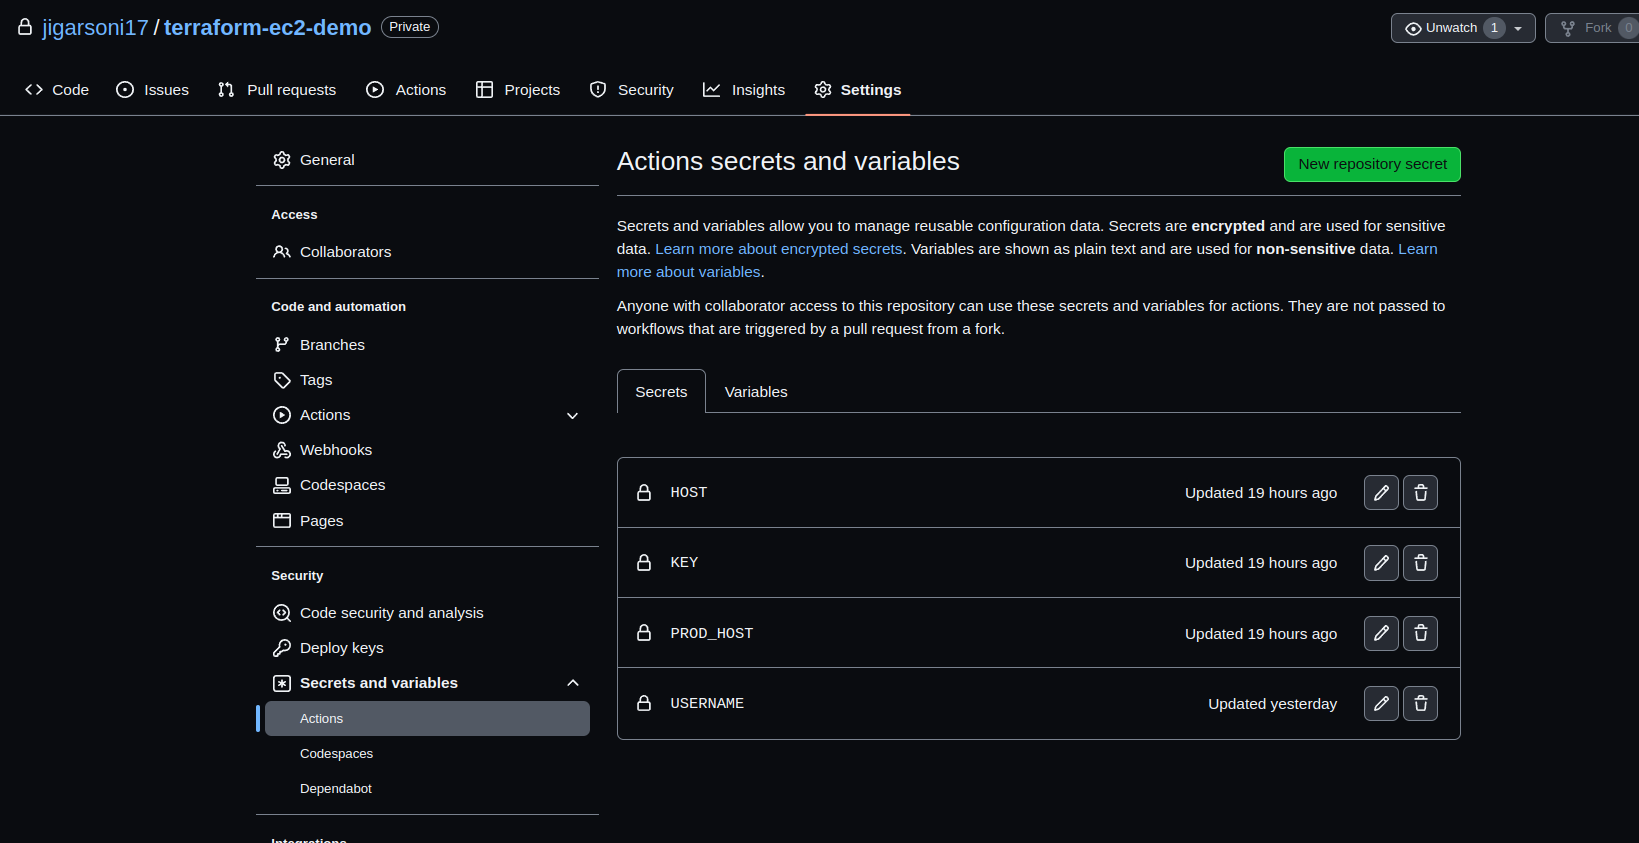 jigarsoni17 / terraform-ec2-demo Private
Unwatch 1
Fork 0
Code
Issues
Pull requests
Actions
Projects
Security
Insights
Settings
General
Access
Collaborators
Code and automation
Branches
Tags
Actions
Webhooks
Codespaces
Pages
Security
Code security and analysis
Deploy keys
Secrets and variables
Actions
Codespaces
Dependabot
Integrations
Actions secrets and variables
New repository secret
Secrets and variables allow you to manage reusable configuration data. Secrets are encrypted and are used for sensitive
data. Learn more about encrypted secrets. Variables are shown as plain text and are used for non-sensitive data. Learn
more about variables.
Anyone with collaborator access to this repository can use these secrets and variables for actions. They are not passed to
workflows that are triggered by a pull request from a fork.
Secrets
Variables
HOST Updated 19 hours ago
KEY Updated 19 hours ago
PROD_HOST Updated 19 hours ago
USERNAME Updated yesterday